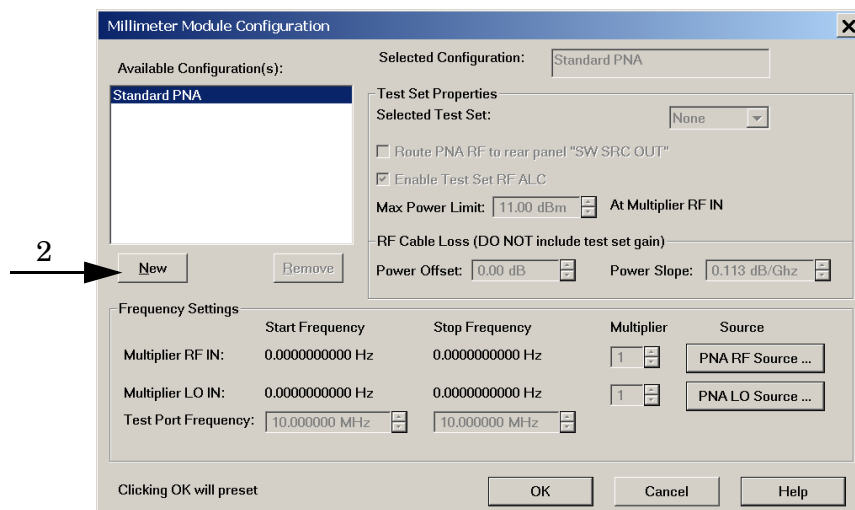 Millimeter Module Configuration
Available Configuration(s):
Standard PNA
2
New
Remove
Selected Configuration: Standard PNA
Test Set Properties
Selected Test Set: None
Route PNA RF to rear panel "SW SRC OUT"
Enable Test Set RF ALC
Max Power Limit: 11.00 dBm At Multiplier RF IN
RF Cable Loss (DO NOT include test set gain)
Power Offset: 0.00 dB Power Slope: 0.113 dB/Ghz
Frequency Settings
Start Frequency Stop Frequency Multiplier Source
Multiplier RF IN: 0.0000000000 Hz 0.0000000000 Hz 1 PNA RF Source ...
Multiplier LO IN: 0.0000000000 Hz 0.0000000000 Hz 1 PNA LO Source ...
Test Port Frequency: 10.000000 MHz 10.000000 MHz
Clicking OK will preset OK Cancel Help